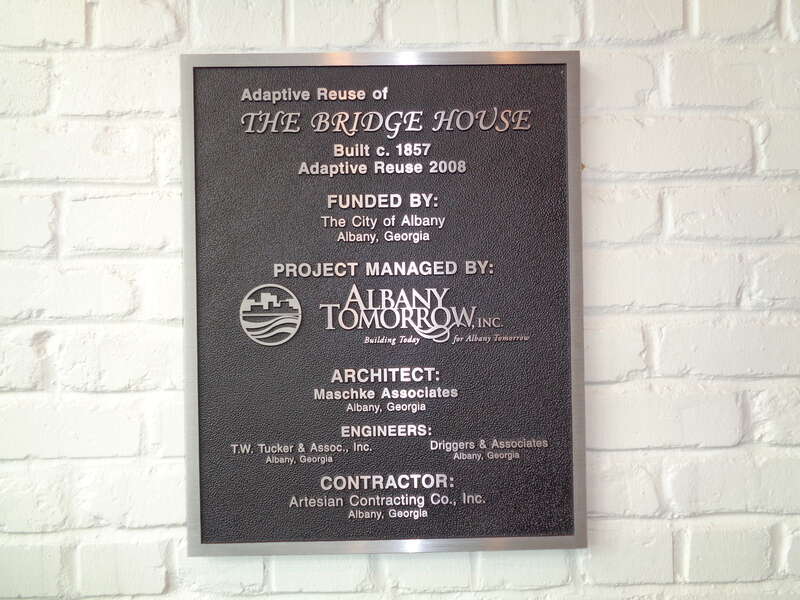 Adaptive Reuse of
THE BRIDGE HOUSE
Built c. 1857
Adaptive Reuse 2008
FUNDED BY:
The City of Albany
Albany, Georgia
PROJECT MANAGED BY:
ALBANY
TOMORROW, INC.
Building Today for Albany Tomorrow
ARCHITECT:
Maschke Associates
Albany, Georgia
ENGINEERS:
T.W. Tucker & Assoc., Inc.
Albany, Georgia
Driggers & Associates
Albany, Georgia
CONTRACTOR:
Artesian Contracting Co., Inc.
Albany, Georgia